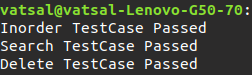 vatsal@vatsal-Lenovo-G50-70:
Inorder TestCase Passed
Search TestCase Passed
Delete TestCase Passed